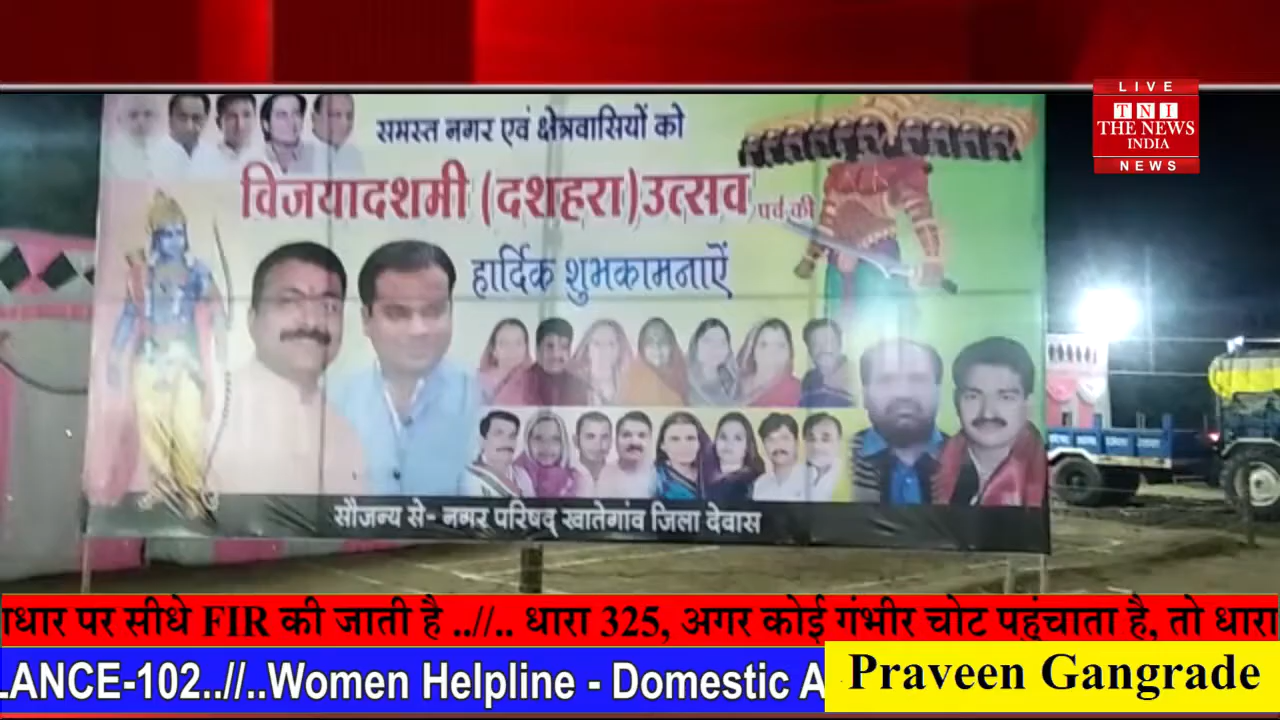 LIVE
TNI
THE NEWS
INDIA
NEWS
समस्त नगर एवं क्षेत्रवासियों को
विजयादशमी (दशहरा) उत्सव पर्व की
हार्दिक शुभकामनाऐं
सौजन्य से- नगर परिषद् खातेगांव जिला देवास
ाधार पर सीधे FIR की जाती है ..//.. धारा 325, अगर कोई गंभीर चोट पहुंचाता है, तो धारा
LANCE-102..//..Women Helpline - Domestic A
Praveen Gangrade